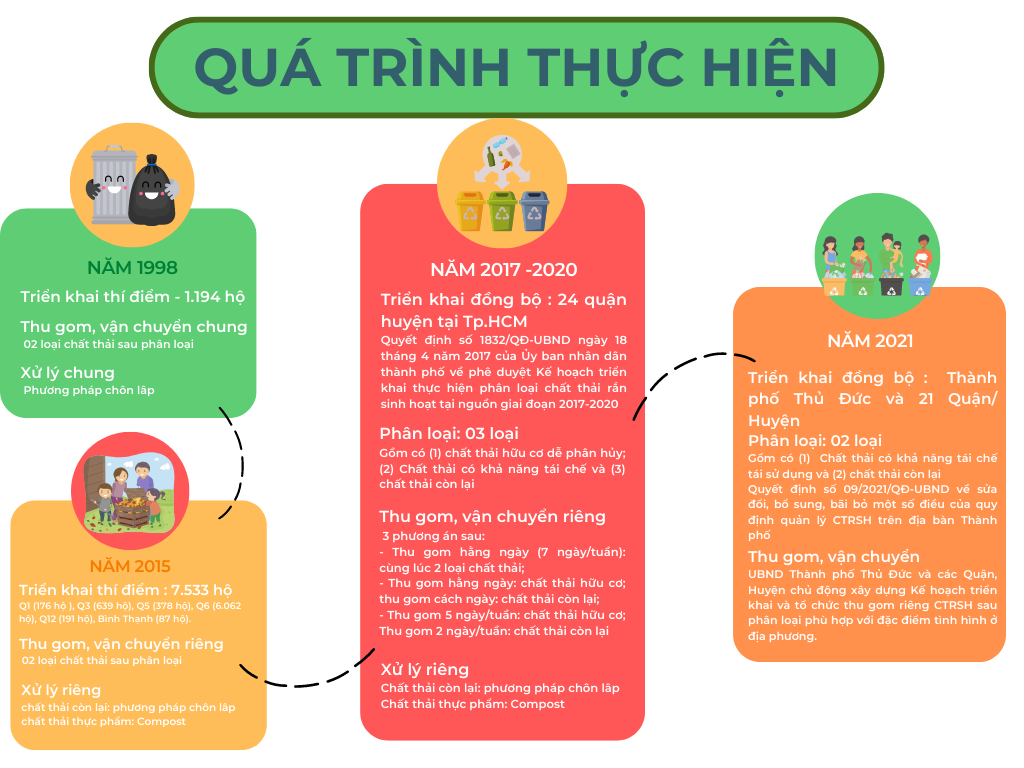 QUÁ TRÌNH THỰC HIỆN
NĂM 1998
Triển khai thí điểm - 1.194 hộ
Thu gom, vận chuyển chung
02 loại chất thải sau phân loại
Xử lý chung
Phương pháp chôn lâp
NĂM 2015
Triển khai thí điểm : 7.533 hộ
Q1 (176 hộ ), Q3 (639 hộ), Q5 (378 hộ), Q6 (6.062
hộ), Q12 (191 hộ), Bình Thạnh (87 hộ).
Thu gom, vận chuyển riêng
02 loại chất thải sau phân loại
Xử lý riêng
chất thải còn lại: phương pháp chôn lâp
chất thải thực phẩm: Compost
NĂM 2017 -2020
Triển khai đồng bộ : 24 quận
huyện tại Tp.HCM
Quyết định số 1832/QĐ-UBND ngày 18
tháng 4 năm 2017 của Ủy ban nhân dân
thành phố về phê duyệt Kế hoạch triển
khai thực hiện phân loại chất thải rắn
sinh hoạt tại nguồn giai đoạn 2017-2020
Phân loại: 03 loại
Gồm có (1) chất thải hữu cơ dễ phân hủy;
(2) Chất thải có khả năng tái chế và (3)
chất thải còn lại
Thu gom, vận chuyển riêng
3 phương án sau:
- Thu gom hằng ngày (7 ngày/tuần):
cùng lúc 2 loại chất thải;
- Thu gom hằng ngày: chất thải hữu cơ;
thu gom cách ngày: chất thải còn lại;
- Thu gom 5 ngày/tuần: chất thải hữu cơ;
Thu gom 2 ngày/tuần: chất thải còn lại
Xử lý riêng
Chất thải còn lại: phương pháp chôn lâp
Chất thải thực phẩm: Compost
NĂM 2021
Triển khai đồng bộ : Thành
phố Thủ Đức và 21 Quận/
Huyện
Phân loại: 02 loại
Gồm có (1) Chất thải có khả năng tái chế
tái sử dụng và (2) chất thải còn lại
Quyết định số 09/2021/QĐ-UBND về sửa
đổi, bổ sung, bãi bỏ một số điều của quy
định quản lý CTRSH trên địa bàn Thành
phố
Thu gom, vận chuyển
UBND Thành phố Thủ Đức và các Quận,
Huyện chủ động xây dựng Kế hoạch triển
khai và tổ chức thu gom riêng CTRSH sau
phân loại phù hợp với đặc điểm tình hình ở
địa phương.